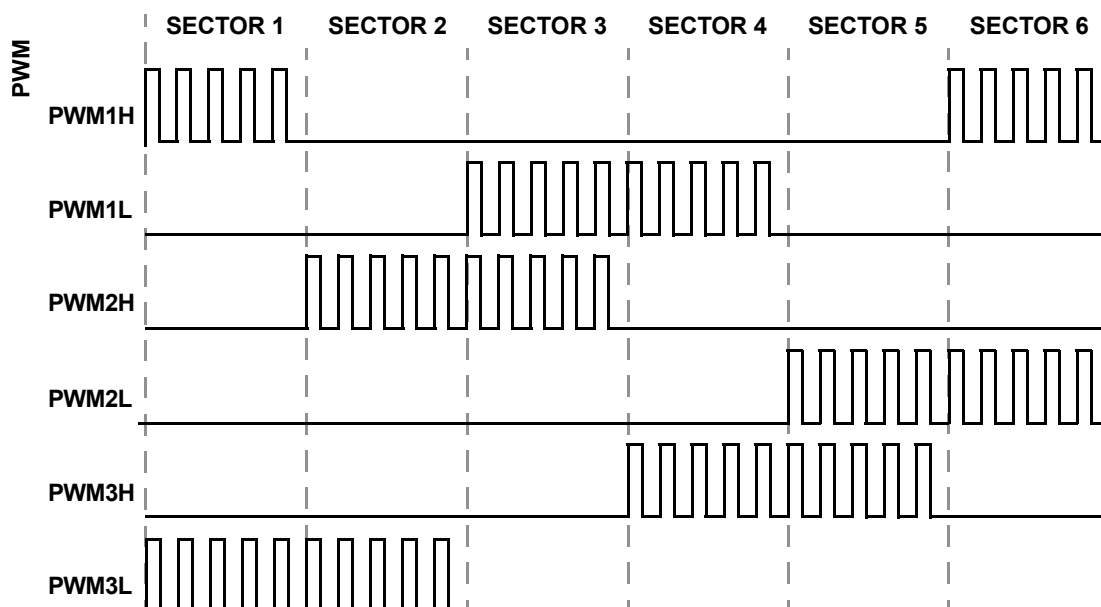 SECTOR 1 SECTOR 2 SECTOR 3 SECTOR 4 SECTOR 5 SECTOR 6
PWM
PWM1H
PWM1L
PWM2H
PWM2L
PWM3H
PWM3L